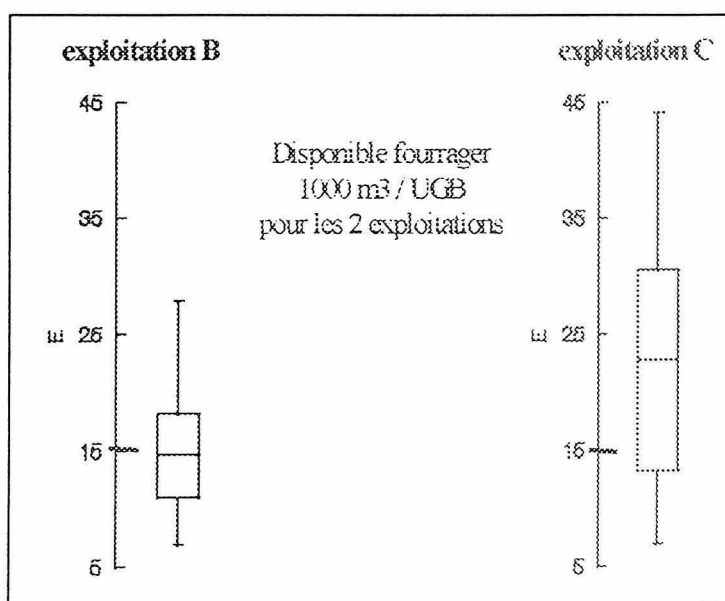 exploitation B
exploitation C
45
35
E 25
15
5
Disponible fourrager
1000 m3 / UGB
pour les 2 exploitations
45
35
E 25
15
5